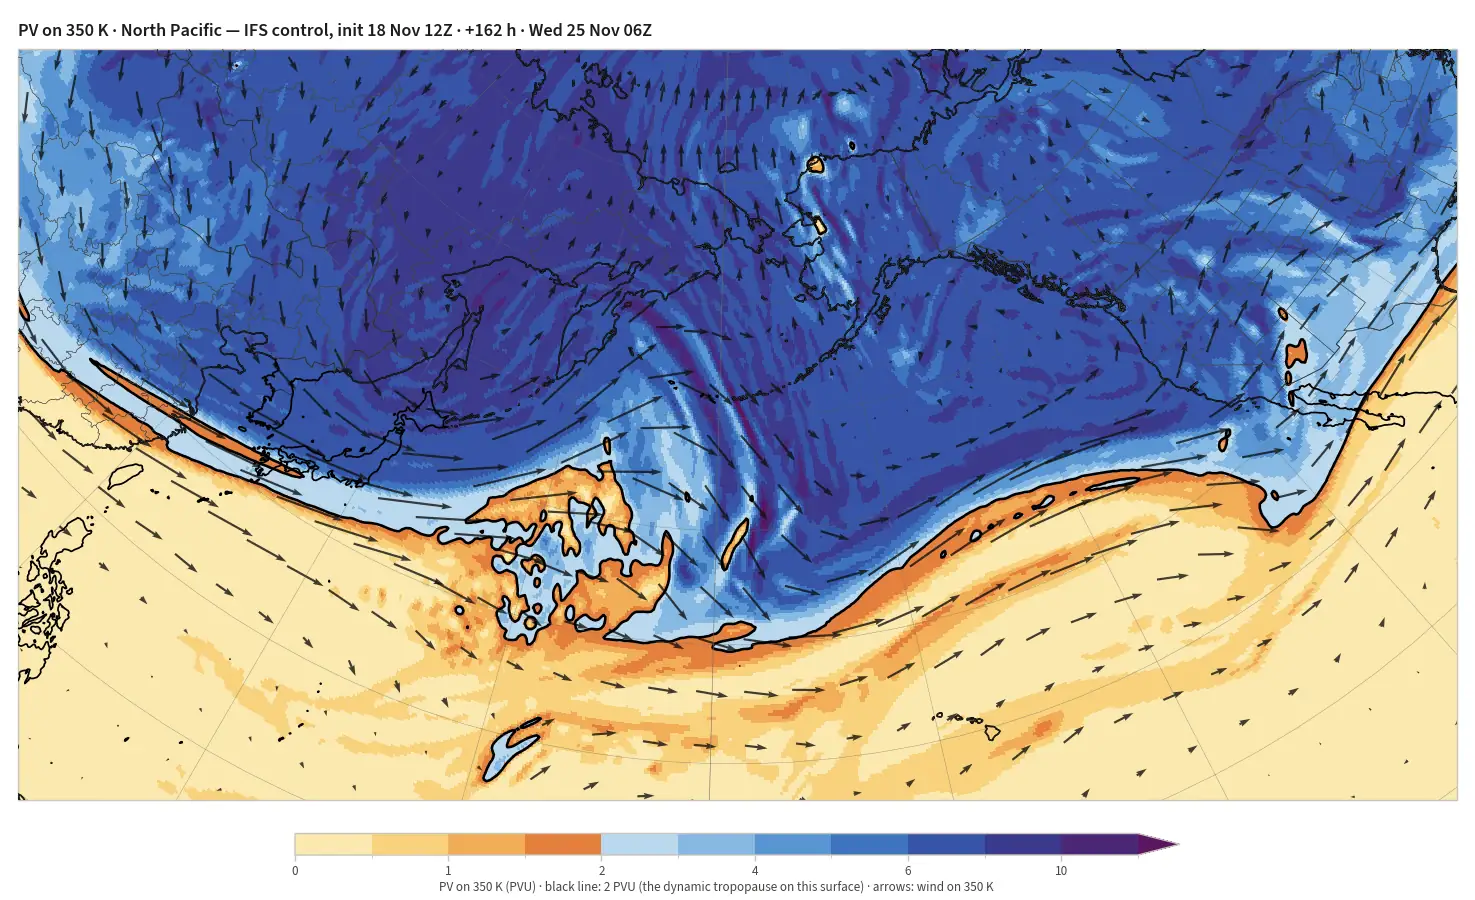 PV on 350 K · North Pacific — IFS control, init 18 Nov 12Z · +162 h · Wed 25 Nov 06Z
0 1 2 4 6 10
PV on 350 K (PVU) · black line: 2 PVU (the dynamic tropopause on this surface) · arrows: wind on 350 K